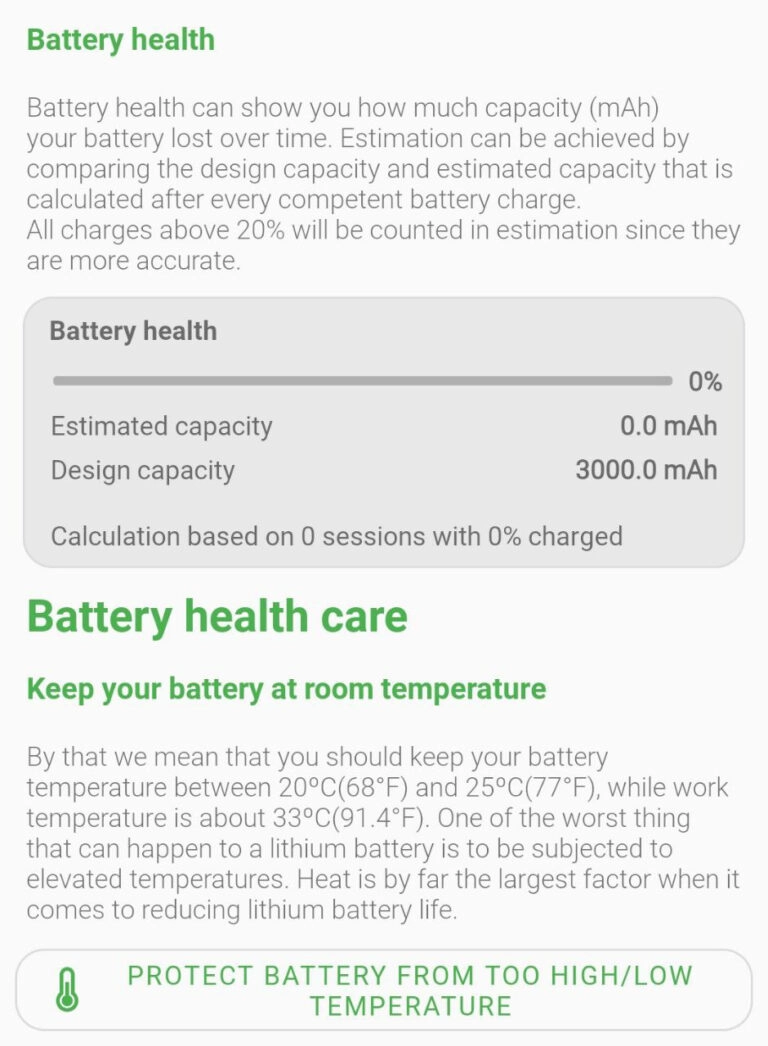 Battery health
Battery health can show you how much capacity (mAh)
your battery lost over time. Estimation can be achieved by
comparing the design capacity and estimated capacity that is
calculated after every competent battery charge.
All charges above 20% will be counted in estimation since they
are more accurate.
Battery health
0%
Estimated capacity 0.0 mAh
Design capacity 3000.0 mAh
Calculation based on 0 sessions with 0% charged
Battery health care
Keep your battery at room temperature
By that we mean that you should keep your battery
temperature between 20ºC(68°F) and 25ºC(77°F), while work
temperature is about 33ºC(91.4°F). One of the worst thing
that can happen to a lithium battery is to be subjected to
elevated temperatures. Heat is by far the largest factor when it
comes to reducing lithium battery life.
PROTECT BATTERY FROM TOO HIGH/LOW
TEMPERATURE